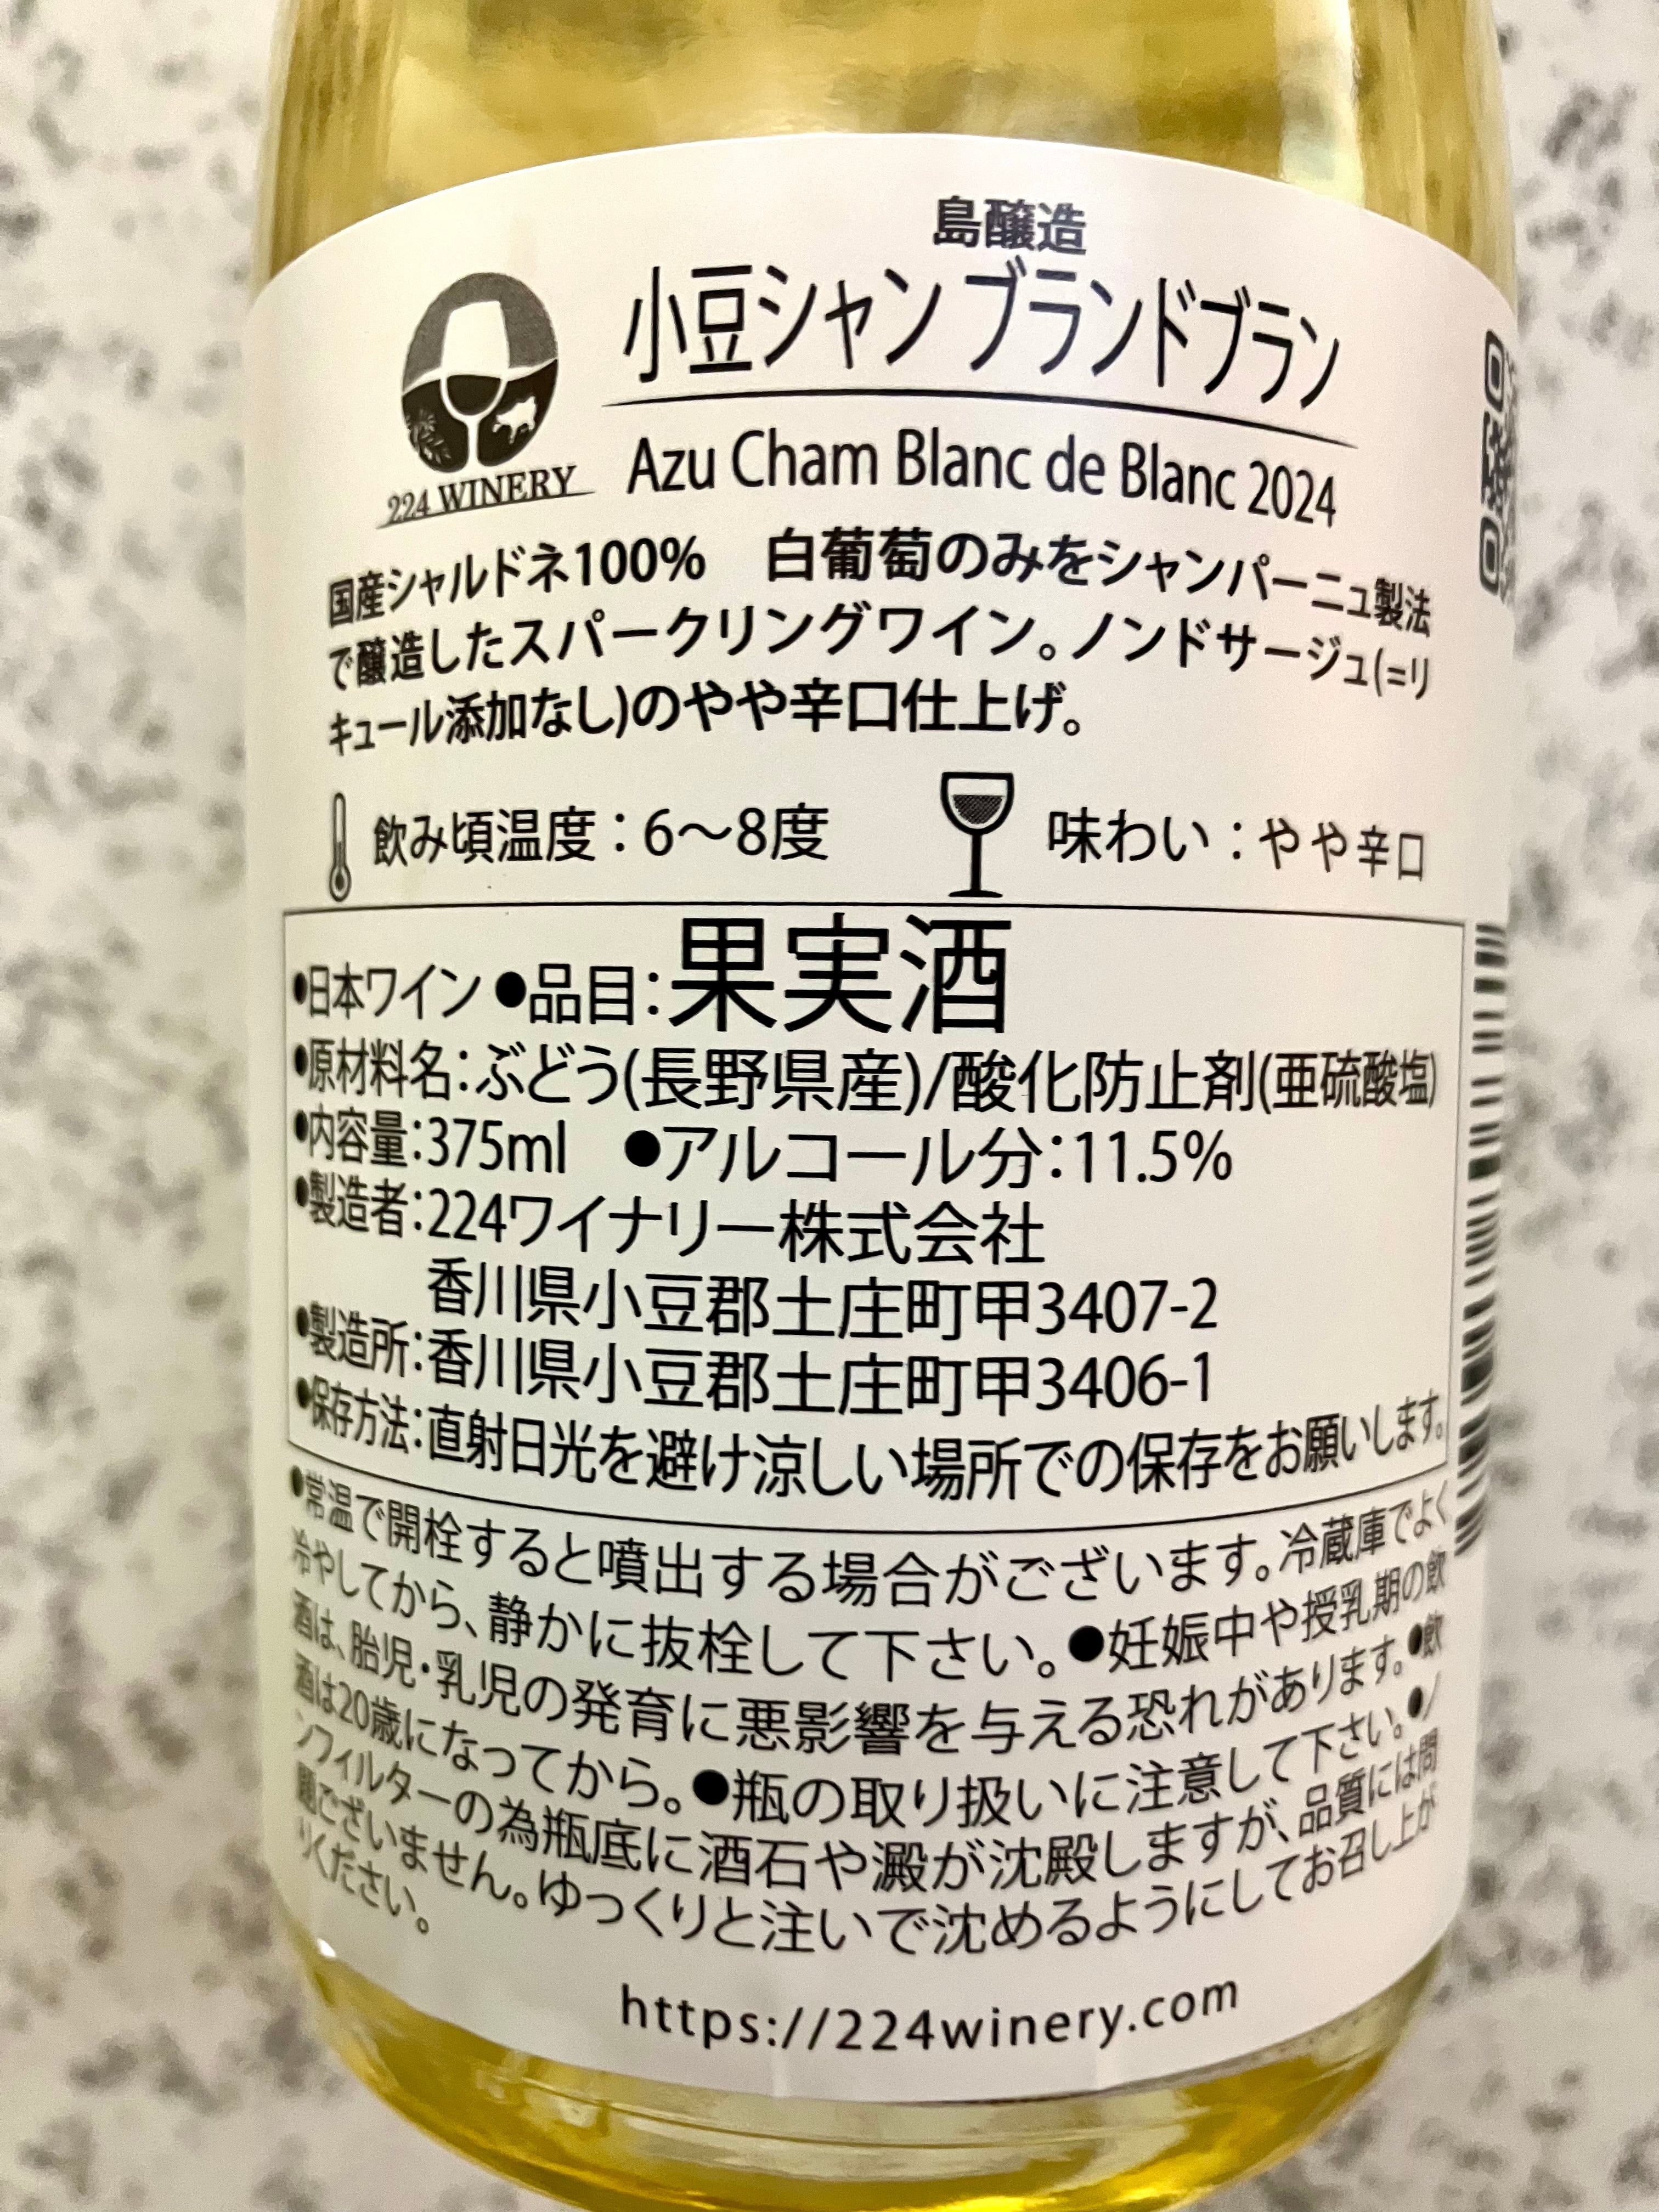 島醸造
小豆シャン ブランドブラン
Azu Cham Blanc de Blanc 2024
224 WINERY
国産シャルドネ100%　白葡萄のみをシャンパーニュ製法
で醸造したスパークリングワイン。ノンドサージュ(=リ
キュール添加なし)のやや辛口仕上げ。
飲み頃温度：6〜8度
味わい：やや辛口
●日本ワイン ●品目：果実酒
●原材料名：ぶどう(長野県産)/酸化防止剤(亜硫酸塩)
●内容量：375ml　●アルコール分：11.5%
●製造者：224ワイナリー株式会社
香川県小豆郡土庄町甲3407-2
●製造所：香川県小豆郡土庄町甲3406-1
●保存方法：直射日光を避け涼しい場所での保存をお願いします。
●常温で開栓すると噴出する場合がございます。冷蔵庫でよく
冷やしてから、静かに抜栓して下さい。●妊娠中や授乳期の飲
酒は、胎児・乳児の発育に悪影響を与える恐れがあります。●飲
酒は20歳になってから。●瓶の取り扱いに注意して下さい。●ノ
ンフィルターの為瓶底に酒石や澱が沈殿しますが、品質には問
題ございません。ゆっくりと注いで沈めるようにしてお召し上が
りください。
https://224winery.com